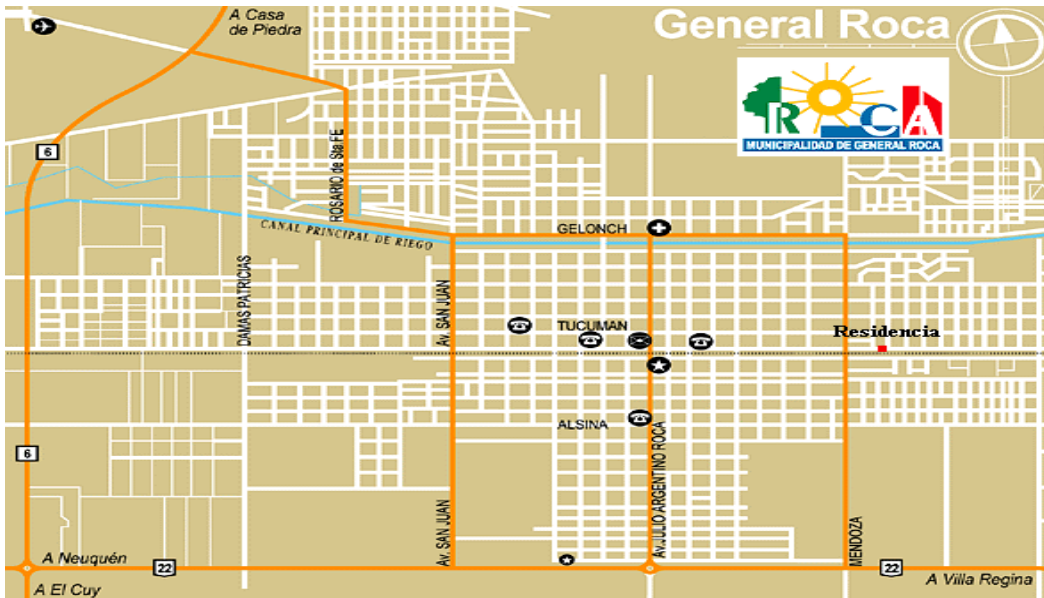 A Casa
de Piedra
General Roca
ROCA
MUNICIPALIDAD DE GENERAL ROCA
6
ROSARIO de Sta.FE
CANAL PRINCIPAL DE RIEGO
GELONCH
DAMAS PATRICIAS
Av. SAN JUAN
TUCUMAN
Residencia
ALSINA
6
Av. SAN JUAN
Av.JULIO ARGENTINO ROCA
MENDOZA
A Neuquén
22
22
A Villa Regina
A El Cuy